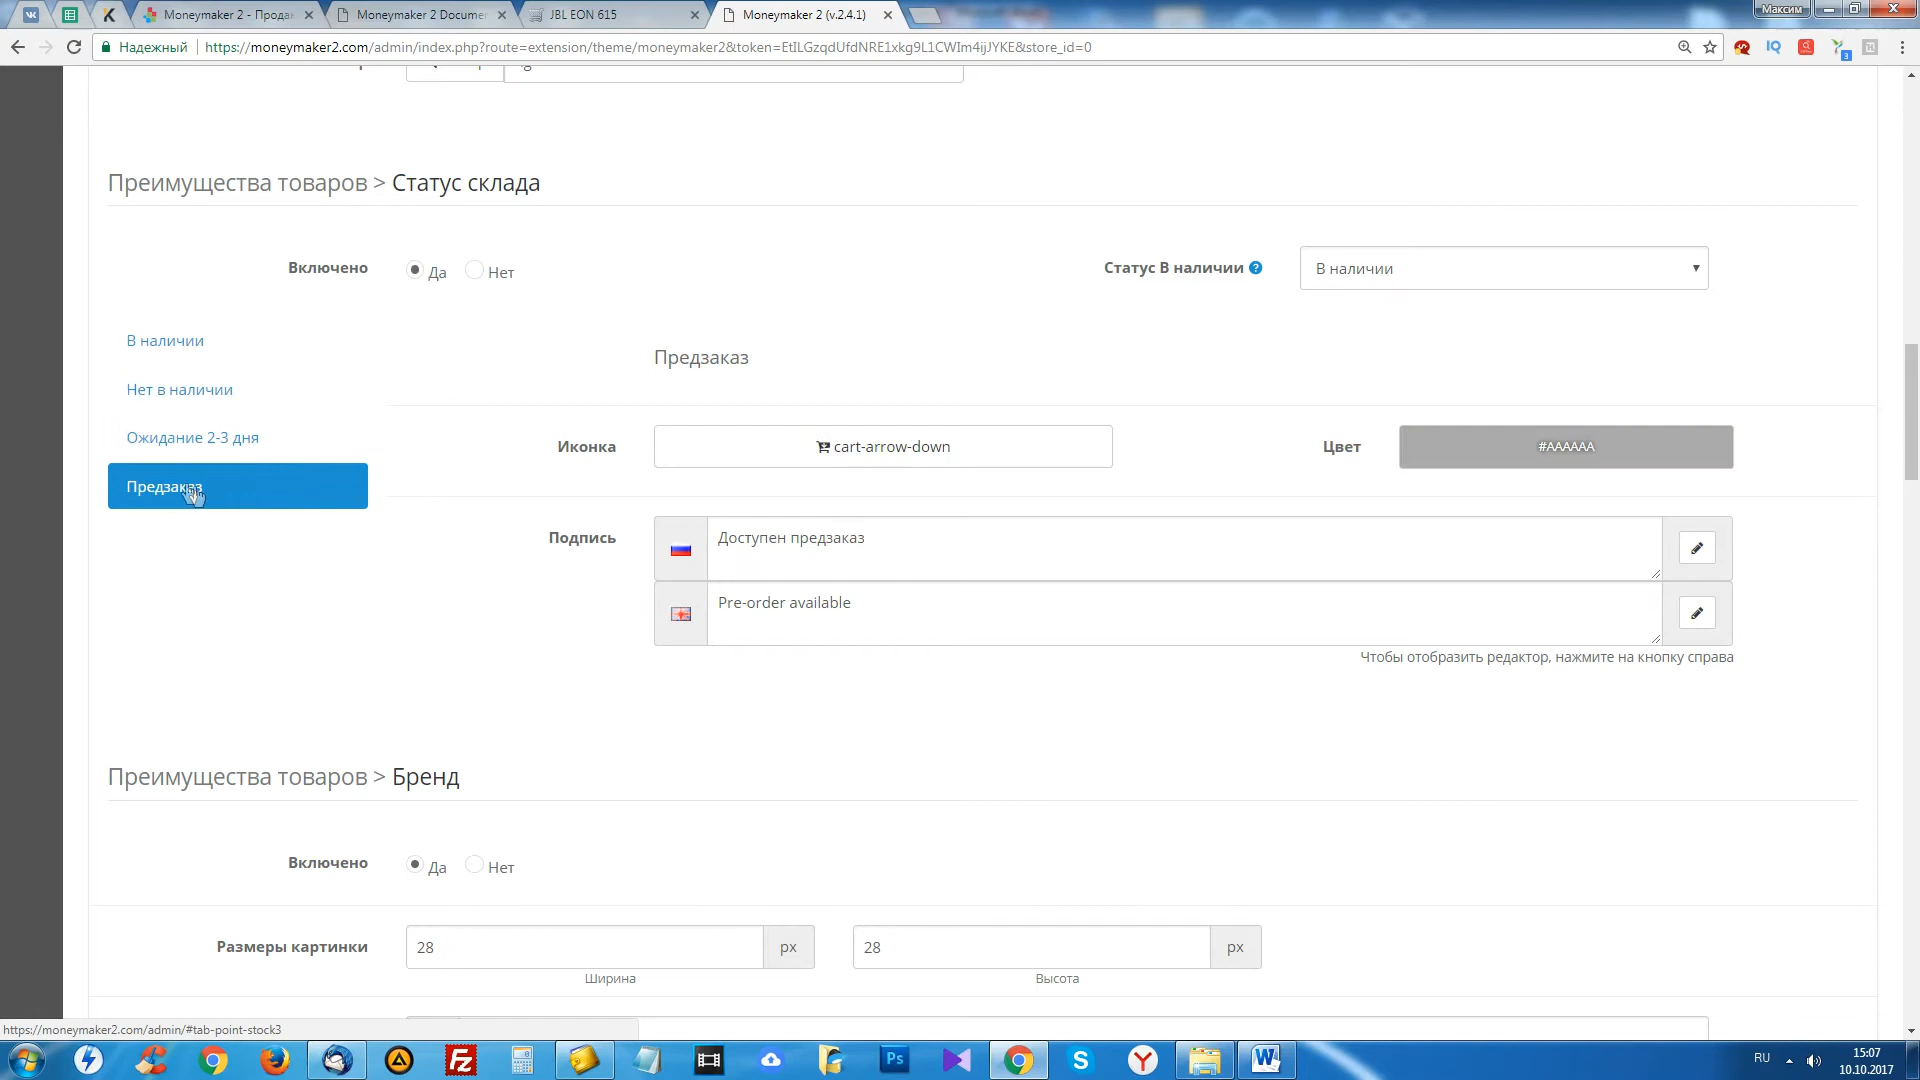 Moneymaker 2 - Прода
Moneymaker 2 Documen
JBL EON 615
Moneymaker 2 (v.2.4.1)
Максим
Надежный
https://moneymaker2.com/admin/index.php?route=extension/theme/moneymaker2&token=EtILGzqdUfdNRE1xkg9L1CWIm4ijJYKE&store_id=0
Преимущества товаров > Статус склада
Включено
Да
Нет
Статус В наличии
В наличии
В наличии
Предзаказ
Нет в наличии
Ожидание 2-3 дня
Иконка
cart-arrow-down
Цвет
#AAAAAA
Предзаказ
Подпись
Доступен предзаказ
Pre-order available
Чтобы отобразить редактор, нажмите на кнопку справа
Преимущества товаров > Бренд
Включено
Да
Нет
Размеры картинки
28
px
28
px
Ширина
Высота
https://moneymaker2.com/admin/#tab-point-stock3
RU
15:07
10.10.2017